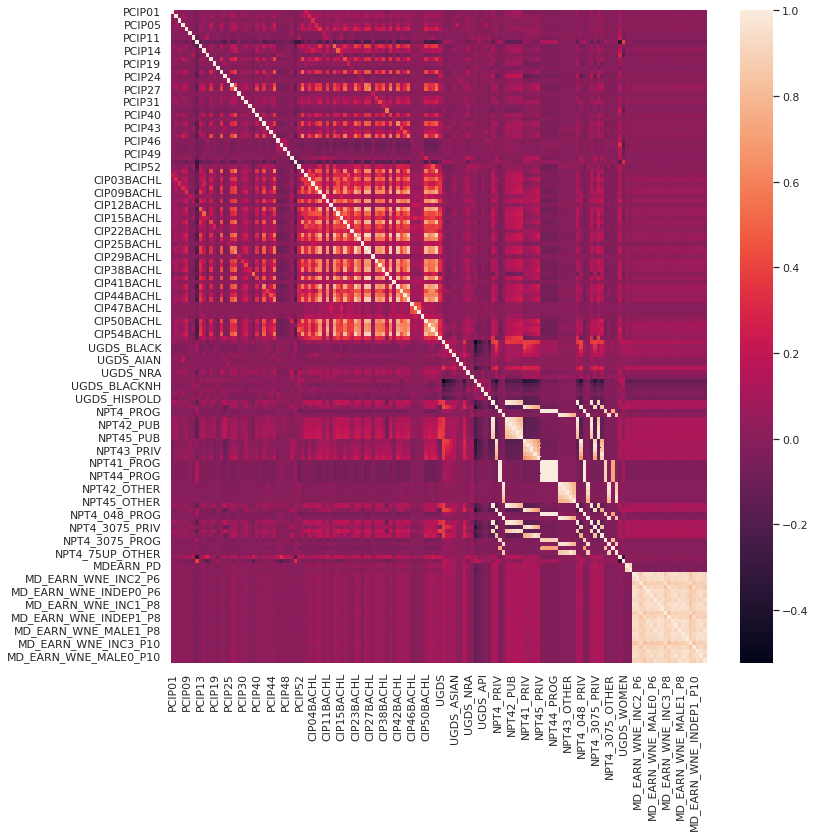 PCIP01
PCIP05
PCIP11
PCIP14
PCIP19
PCIP24
PCIP27
PCIP31
PCIP40
PCIP43
PCIP46
PCIP49
PCIP52
CIP03BACHL
CIP09BACHL
CIP12BACHL
CIP15BACHL
CIP22BACHL
CIP25BACHL
CIP29BACHL
CIP38BACHL
CIP41BACHL
CIP44BACHL
CIP47BACHL
CIP50BACHL
CIP54BACHL
UGDS_BLACK
UGDS_AIAN
UGDS_NRA
UGDS_BLACKNH
UGDS_HISPOLD
NPT4_PROG
NPT42_PUB
NPT45_PUB
NPT43_PRIV
NPT41_PROG
NPT44_PROG
NPT42_OTHER
NPT45_OTHER
NPT4_048_PROG
NPT4_3075_PRIV
NPT4_3075_PROG
NPT4_75UP_OTHER
MDEARN_PD
MD_EARN_WNE_INC2_P6
MD_EARN_WNE_INDEP0_P6
MD_EARN_WNE_INC1_P8
MD_EARN_WNE_INDEP1_P8
MD_EARN_WNE_MALE1_P8
MD_EARN_WNE_INC3_P10
MD_EARN_WNE_MALE0_P10
PCIP01
PCIP09
PCIP13
PCIP19
PCIP25
PCIP30
PCIP40
PCIP44
PCIP48
PCIP52
CIP04BACHL
CIP11BACHL
CIP15BACHL
CIP23BACHL
CIP27BACHL
CIP38BACHL
CIP42BACHL
CIP46BACHL
CIP50BACHL
UGDS
UGDS_ASIAN
UGDS_NRA
UGDS_API
NPT4_PRIV
NPT42_PUB
NPT41_PRIV
NPT45_PRIV
NPT44_PROG
NPT43_OTHER
NPT4_048_PRIV
NPT4_3075_PRIV
NPT4_3075_OTHER
UGDS_WOMEN
MD_EARN_WNE_INC2_P6
MD_EARN_WNE_MALE0_P6
MD_EARN_WNE_INC3_P8
MD_EARN_WNE_MALE1_P8
MD_EARN_WNE_INDEP1_P10
1.0
0.8
0.6
0.4
0.2
0.0
−0.2
−0.4